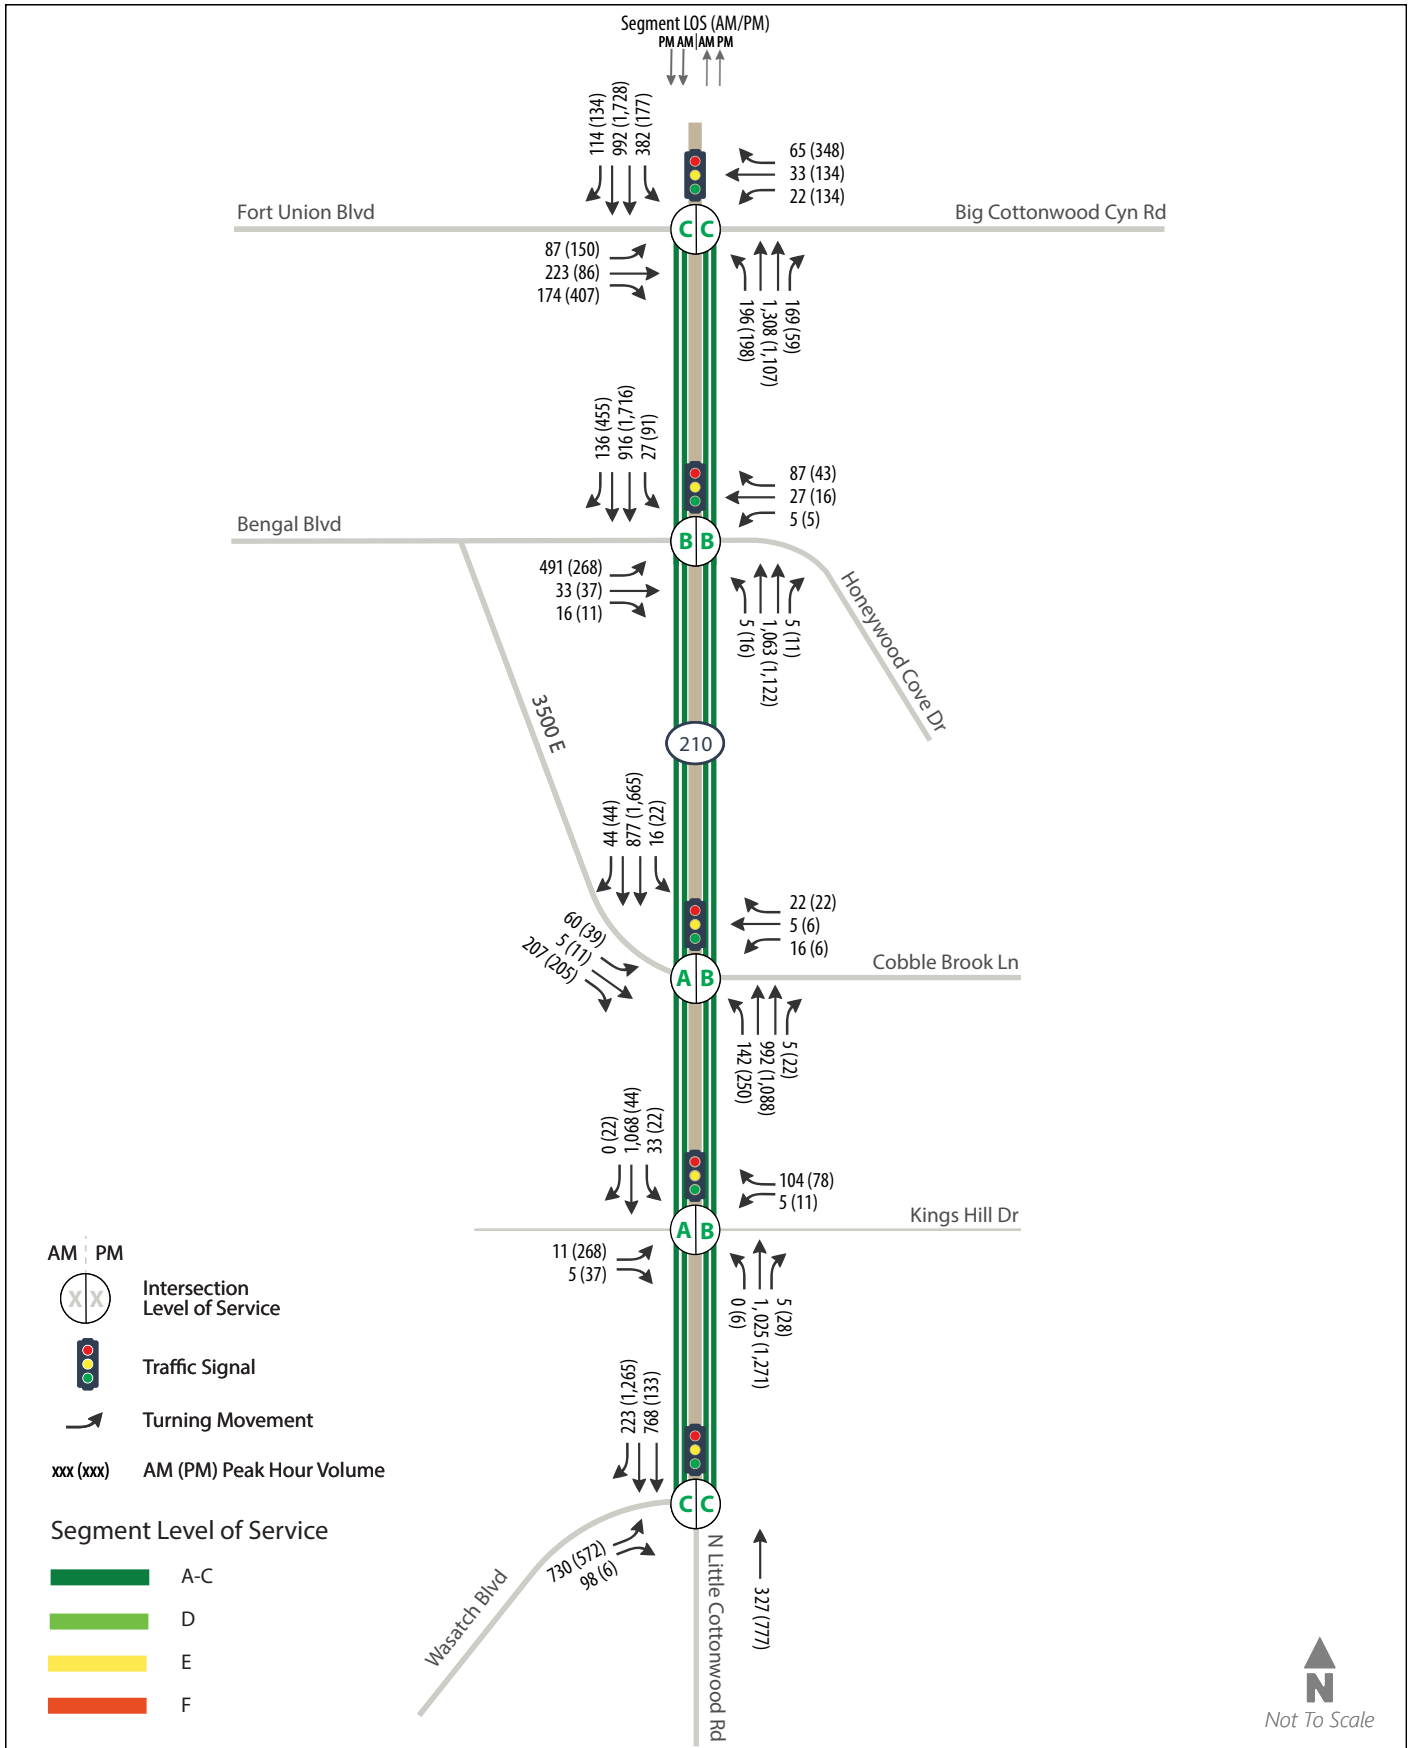 Segment LOS (AM/PM)
PM AM | AM PM
114 (134)
992 (1,728)
382 (177)
65 (348)
33 (134)
22 (134)
Fort Union Blvd
Big Cottonwood Cyn Rd
C C
87 (150)
223 (86)
174 (407)
196 (198)
1,308 (1,107)
169 (59)
136 (455)
916 (1,716)
27 (91)
87 (43)
27 (16)
5 (5)
Bengal Blvd
B B
491 (268)
33 (37)
16 (11)
5 (16)
1,063 (1,122)
5 (11)
Honeywood Cove Dr
3500 E
210
44 (44)
877 (1,665)
16 (22)
22 (22)
5 (6)
16 (6)
60 (39)
5 (11)
207 (205)
Cobble Brook Ln
A B
142 (250)
992 (1,088)
5 (22)
0 (22)
1,068 (44)
33 (22)
104 (78)
5 (11)
Kings Hill Dr
A B
11 (268)
5 (37)
0 (6)
1, 025 (1,271)
5 (28)
223 (1,265)
768 (133)
C C
730 (572)
98 (6)
Wasatch Blvd
N Little Cottonwood Rd
327 (777)
AM PM
X X
Intersection
Level of Service
Traffic Signal
Turning Movement
xxx (xxx) AM (PM) Peak Hour Volume
Segment Level of Service
A-C
D
E
F
N
Not To Scale